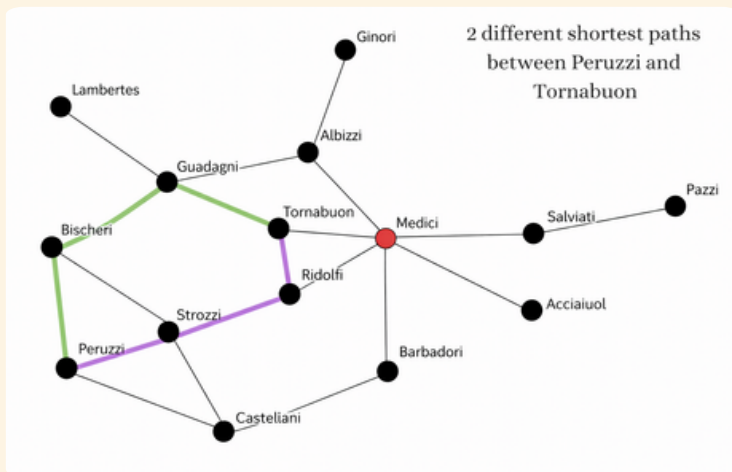 Ginori
2 different shortest paths
between Peruzzi and
Tornabuon
Lambertes
Albizzi
Guadagni
Pazzi
Tornabuon
Medici
Salviati
Bischeri
Ridolfi
Acciaiuol
Strozzi
Peruzzi
Barbadori
Casteliani